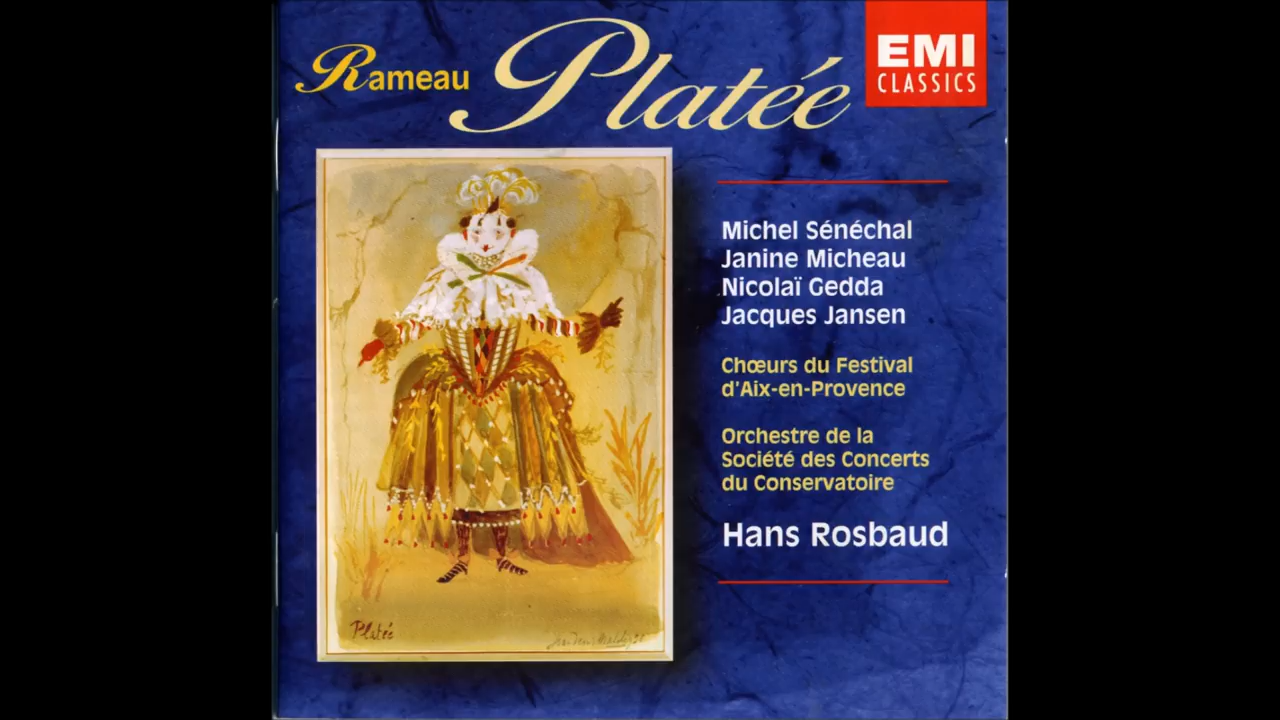 Rameau Platée
EMI
CLASSICS
Michel Sénéchal
Janine Micheau
Nicolaï Gedda
Jacques Jansen
Chœurs du Festival
d'Aix-en-Provence
Orchestre de la
Société des Concerts
du Conservatoire
Hans Rosbaud
Platée